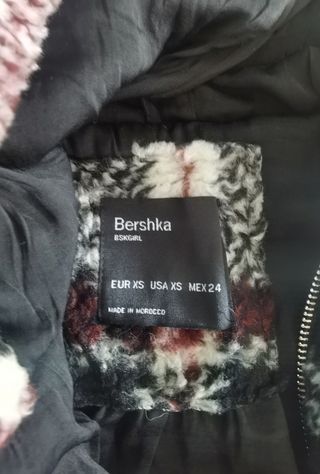 Bershka
BSKGIRL
EUR XS USA XS MEX 24
MADE IN MOROCCO